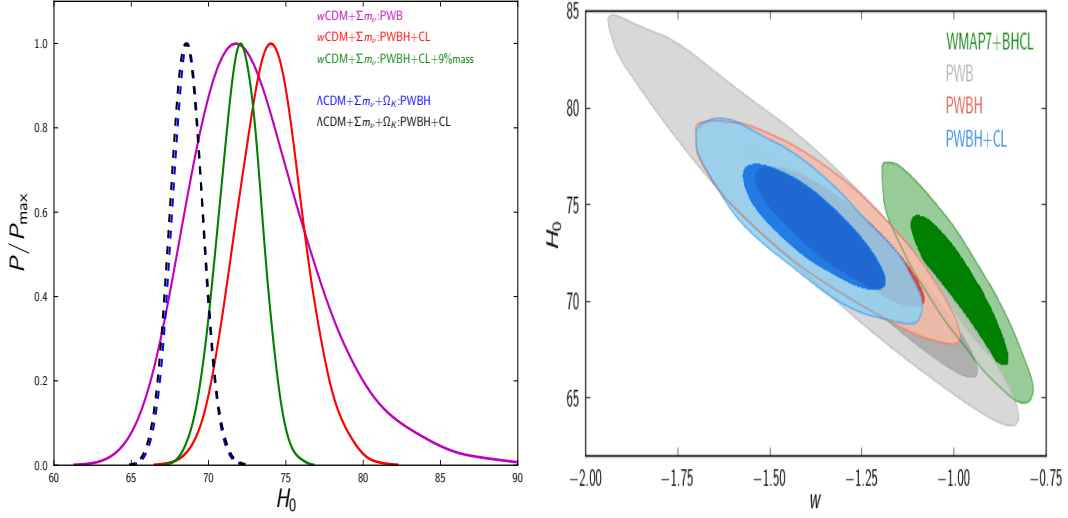 wCDM+Σmν:PWB
wCDM+Σmν:PWBH+CL
wCDM+Σmν:PWBH+CL+9%mass
ΛCDM+Σmν+ΩK:PWBH
ΛCDM+Σmν+ΩK:PWBH+CL
P/Pmax
1.0
0.8
0.6
0.4
0.2
0.0
60 65 70 75 80 85 90
H0
WMAP7+BHCL
PWB
PWBH
PWBH+CL
H0
85
80
75
70
65
−2.00 −1.75 −1.50 −1.25 −1.00 −0.75
w